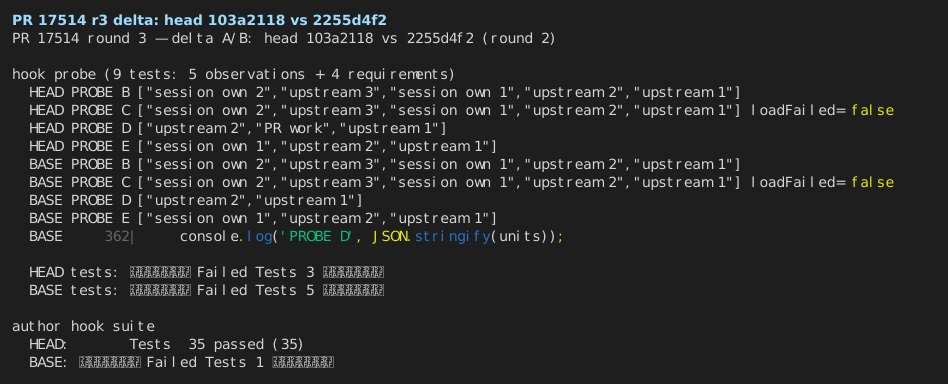 PR 17514 r3 delta: head 103a2118 vs 2255d4f2
PR 17514 round 3 — delta A/B: head 103a2118 vs 2255d4f2 (round 2)
hook probe (9 tests: 5 observations + 4 requirements)
HEAD PROBE B ["session own 2","upstream 3","session own 1","upstream 2","upstream 1"]
HEAD PROBE C ["session own 2","upstream 3","session own 1","upstream 2","upstream 1"] loadFailed= false
HEAD PROBE D ["upstream 2","PR work","upstream 1"]
HEAD PROBE E ["session own 1","upstream 2","upstream 1"]
BASE PROBE B ["session own 2","upstream 3","session own 1","upstream 2","upstream 1"]
BASE PROBE C ["session own 2","upstream 3","session own 1","upstream 2","upstream 1"] loadFailed= false
BASE PROBE D ["upstream 2","upstream 1"]
BASE PROBE E ["session own 1","upstream 2","upstream 1"]
BASE 362| console.log('PROBE D', JSON.stringify(units));
HEAD tests: Failed Tests 3
BASE tests: Failed Tests 5
author hook suite
HEAD: Tests 35 passed (35)
BASE: Failed Tests 1